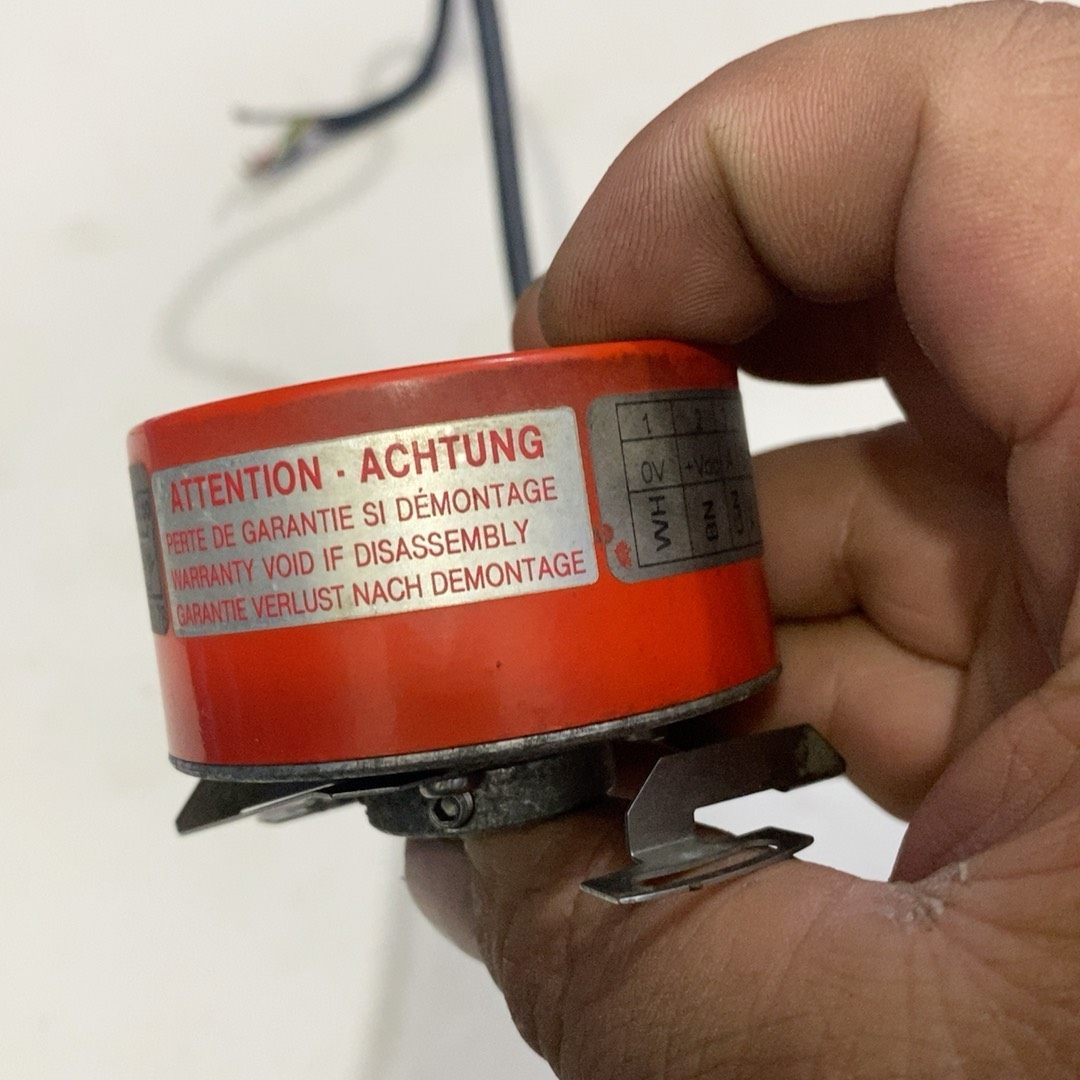 ATTENTION · ACHTUNG
PERTE DE GARANTIE SI DÉMONTAGE
WARRANTY VOID IF DISASSEMBLY
GARANTIE VERLUST NACH DEMONTAGE
1 2
0V
WH BN